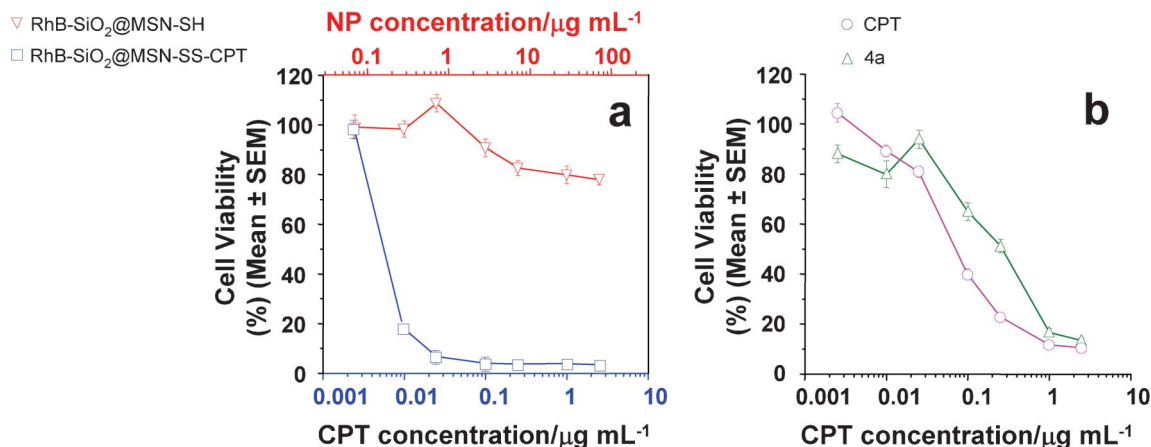 RhB-SiO2@MSN-SH
RhB-SiO2@MSN-SS-CPT
NP concentration/µg mL-1
0.1 1 10 100
120
100
80
60
40
20
0
Cell Viability
(%) (Mean ± SEM)
a
0.001 0.01 0.1 1 10
CPT concentration/µg mL-1
CPT
4a
120
100
80
60
40
20
0
Cell Viability
(%) (Mean ± SEM)
b
0.001 0.01 0.1 1 10
CPT concentration/µg mL-1